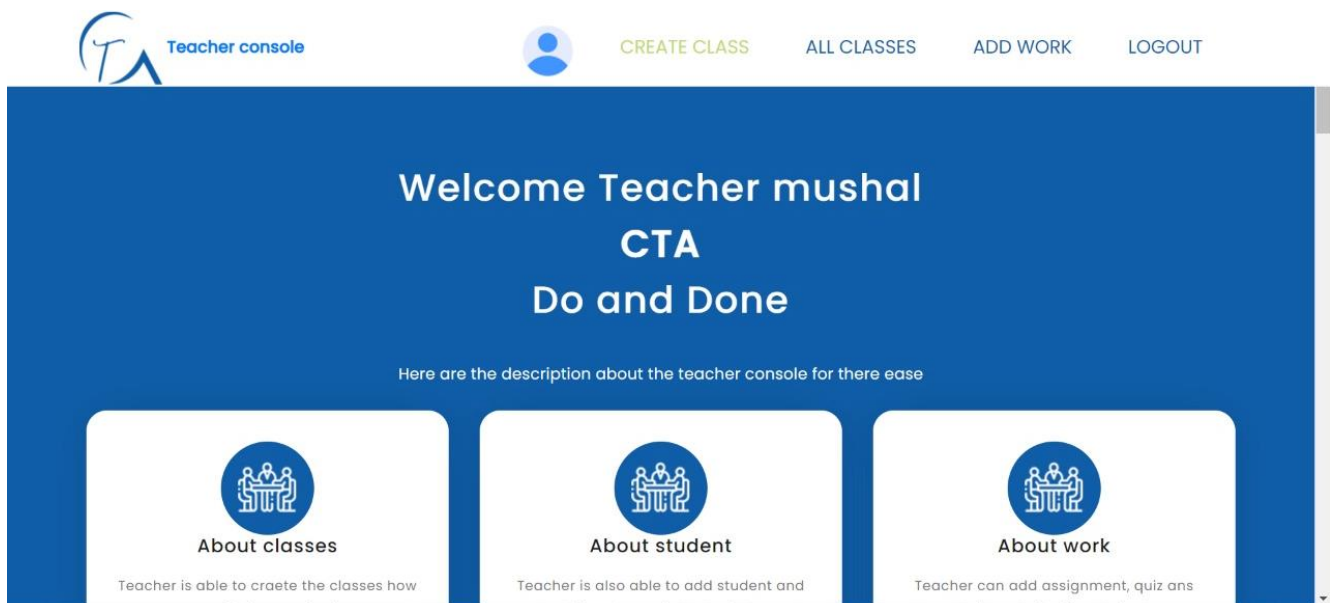 CTA Teacher console
CREATE CLASS ALL CLASSES ADD WORK LOGOUT
Welcome Teacher mushal
CTA
Do and Done
Here are the description about the teacher console for there ease
About classes
Teacher is able to craete the classes how
About student
Teacher is also able to add student and
About work
Teacher can add assignment, quiz ans